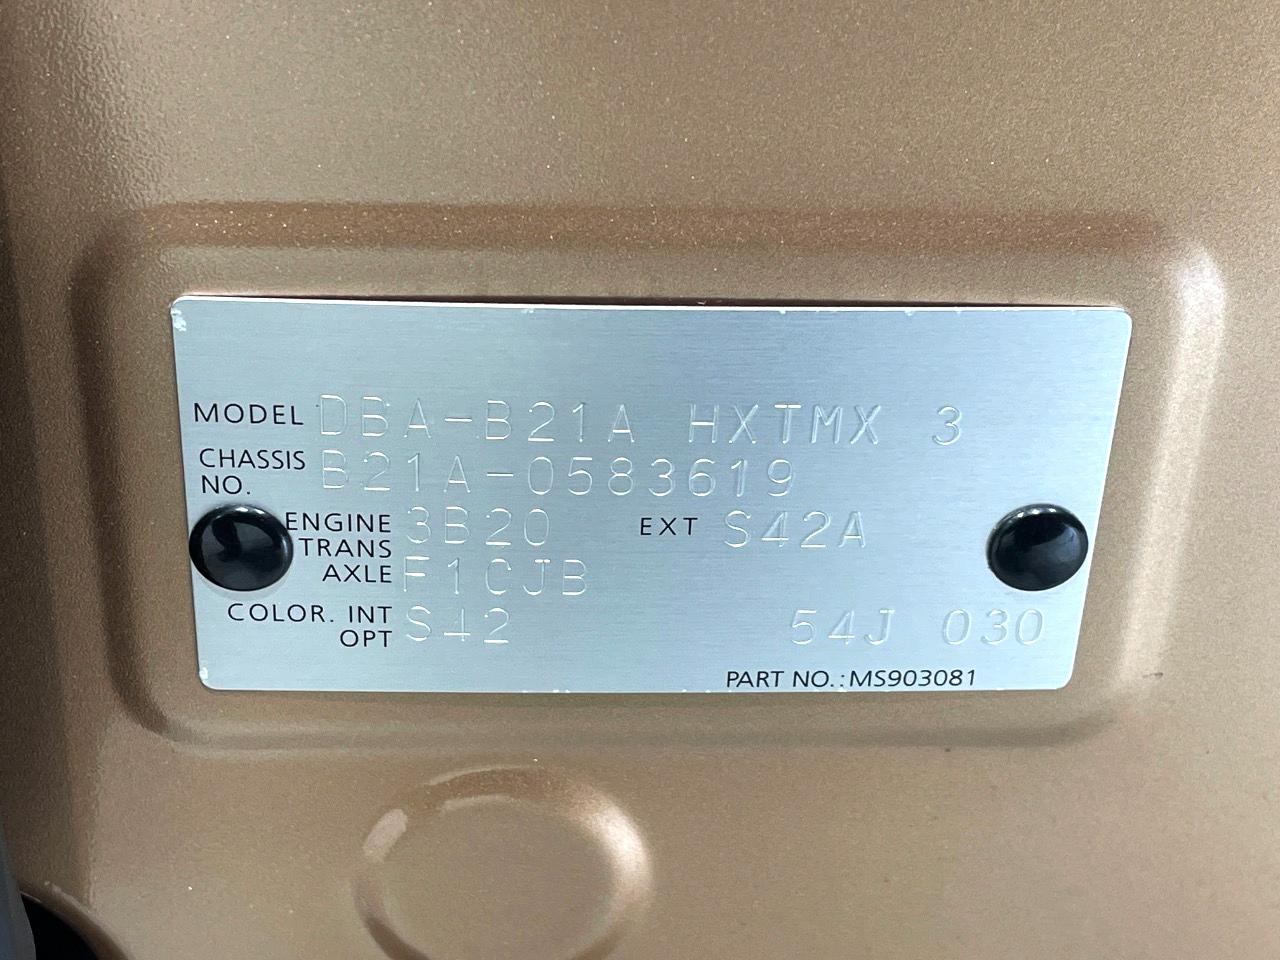 MODEL DBA-B21A HXTMX 3
CHASSIS NO. B21A-0583619
ENGINE 3B20 EXT S42A
TRANS AXLE F1CJB
COLOR. INT OPT S42 54J 030
PART NO.:MS903081